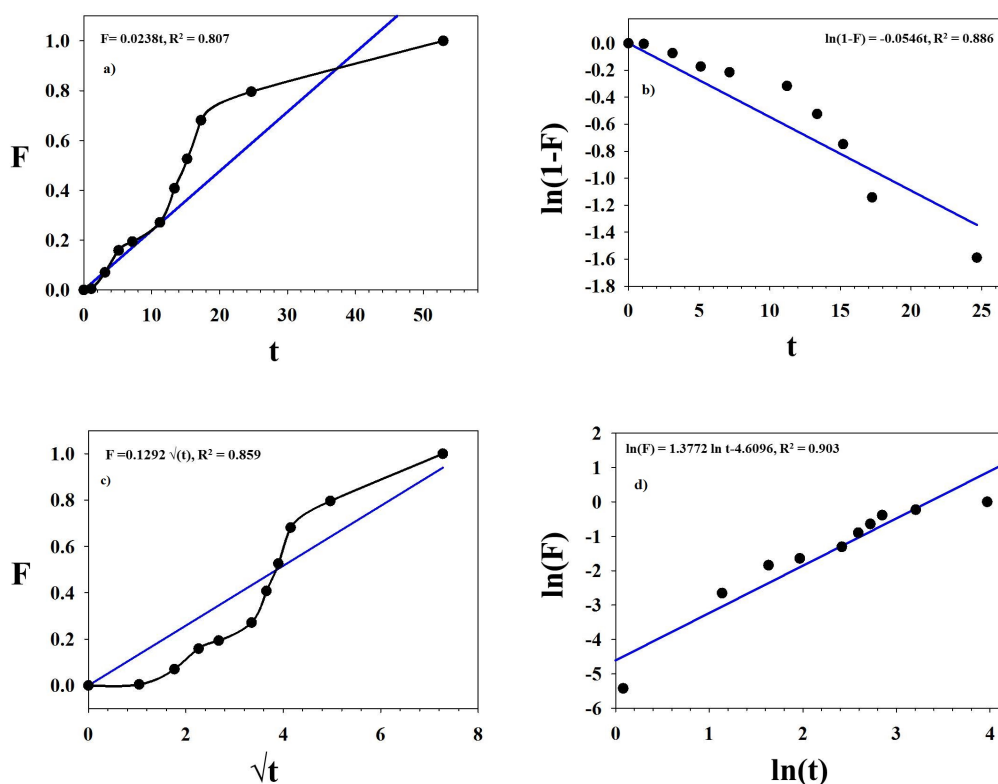 F= 0.0238t, R² = 0.807
a)
1.0
0.8
0.6
0.4
0.2
0.0
F
0 10 20 30 40 50
t
ln(1-F) = -0.0546t, R² = 0.886
b)
0.0
-0.2
-0.4
-0.6
-0.8
-1.0
-1.2
-1.4
-1.6
-1.8
ln(1-F)
0 5 10 15 20 25
t
F =0.1292 √(t), R² = 0.859
c)
1.0
0.8
0.6
0.4
0.2
0.0
F
0 2 4 6 8
√t
ln(F) = 1.3772 ln t-4.6096, R² = 0.903
d)
2
1
0
-1
-2
-3
-4
-5
-6
ln(F)
0 1 2 3 4
ln(t)